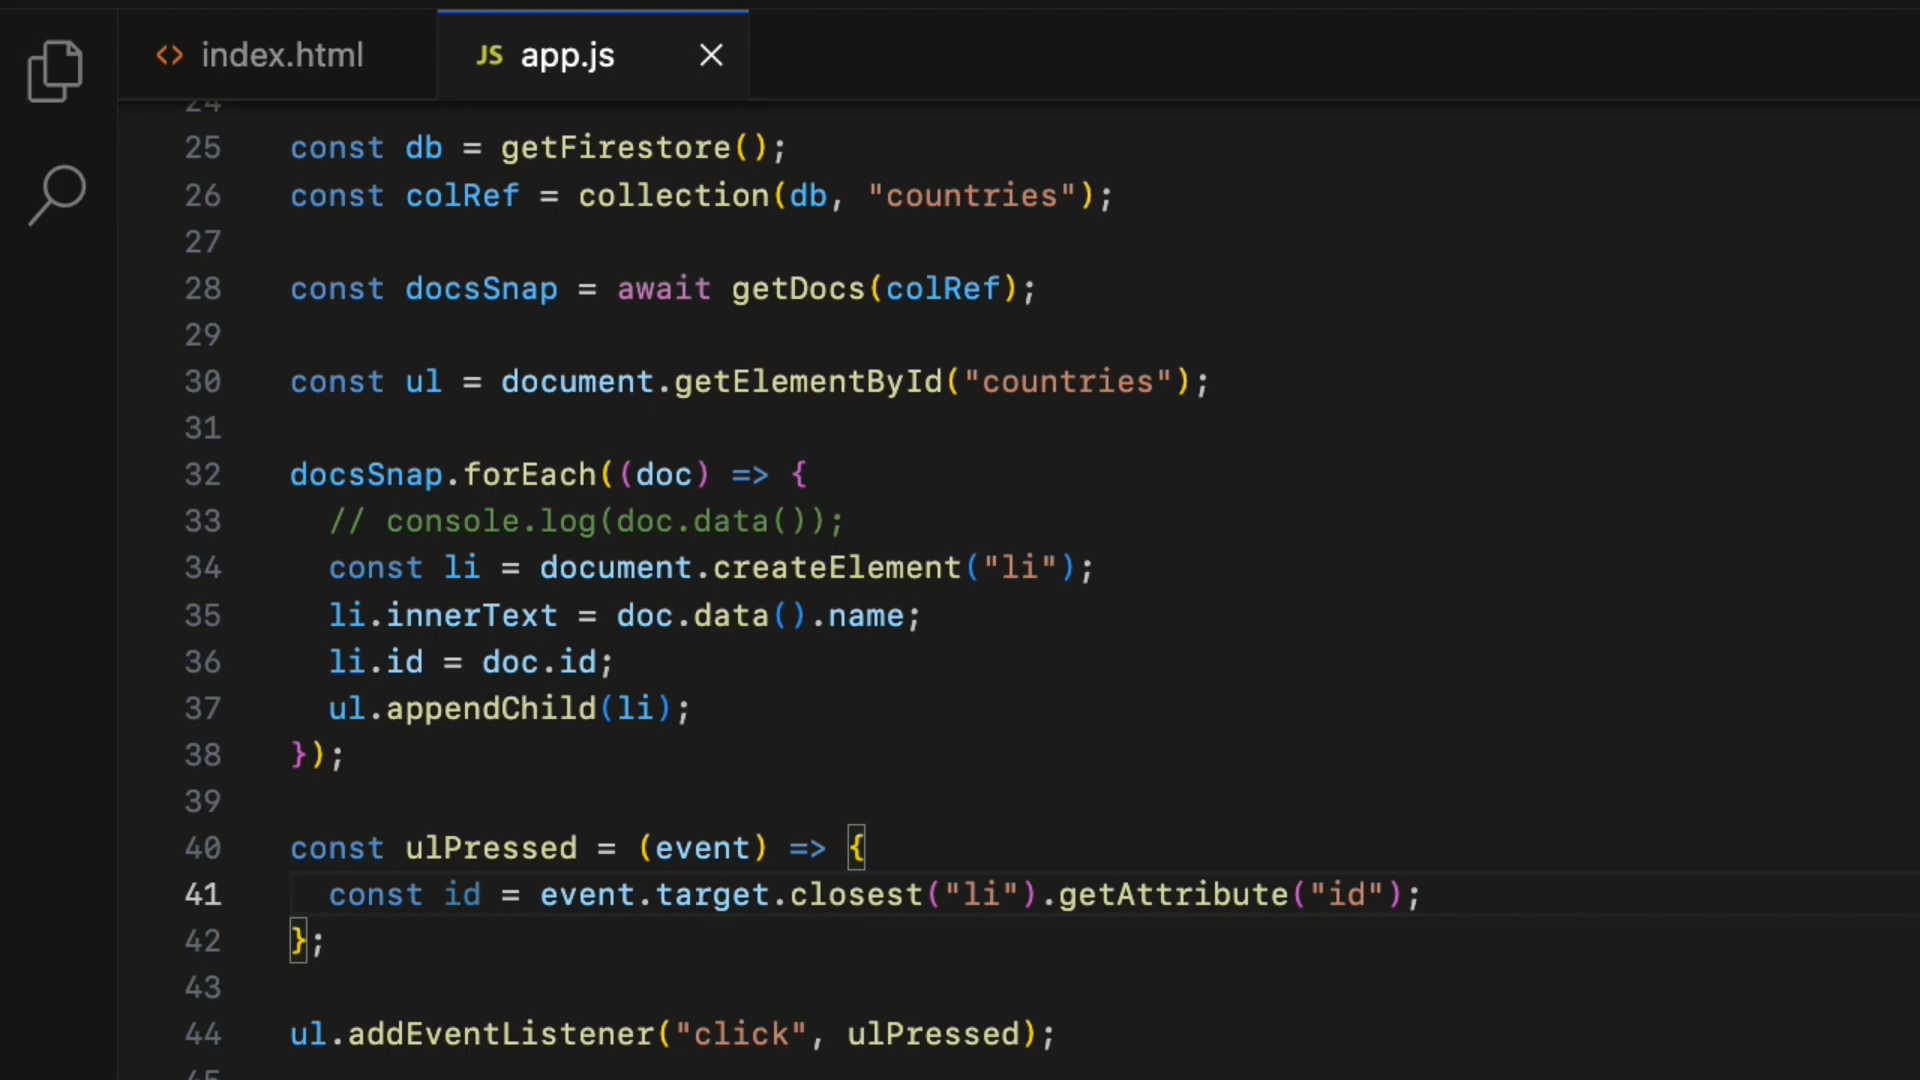 index.html
JS app.js
24
25 const db = getFirestore();
26 const colRef = collection(db, "countries");
27
28 const docsSnap = await getDocs(colRef);
29
30 const ul = document.getElementById("countries");
31
32 docsSnap.forEach((doc) => {
33 // console.log(doc.data());
34 const li = document.createElement("li");
35 li.innerText = doc.data().name;
36 li.id = doc.id;
37 ul.appendChild(li);
38 });
39
40 const ulPressed = (event) => {
41 const id = event.target.closest("li").getAttribute("id");
42 };
43
44 ul.addEventListener("click", ulPressed);
45